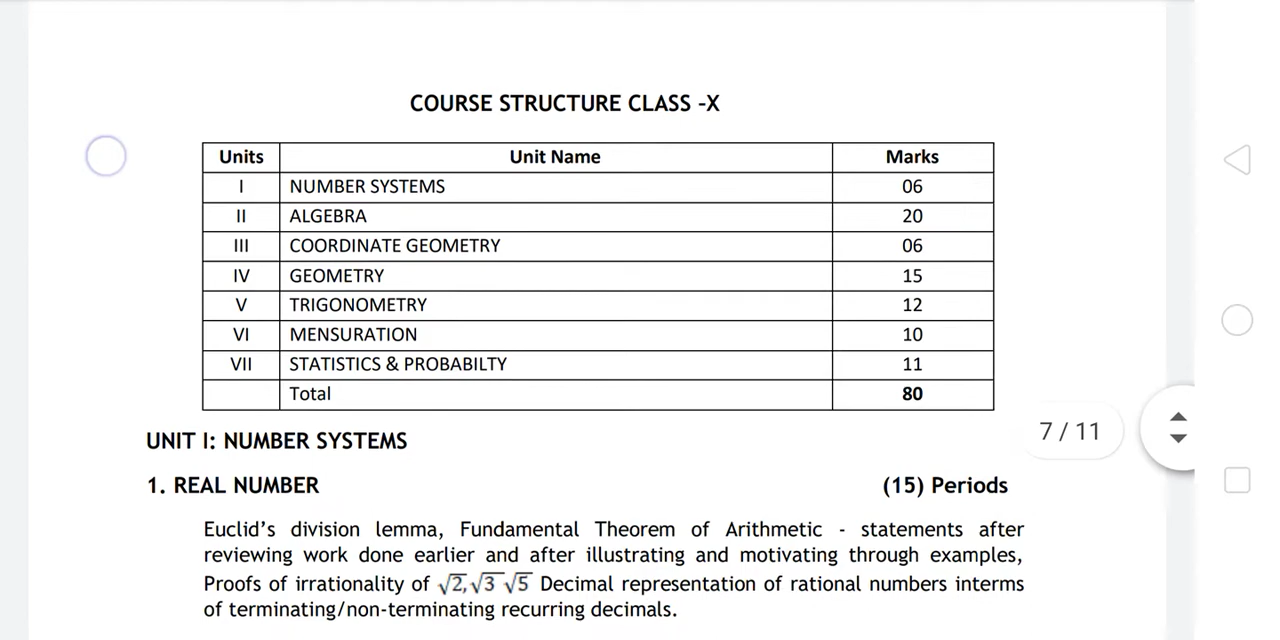 COURSE STRUCTURE CLASS -X
Units Unit Name Marks
I NUMBER SYSTEMS 06
II ALGEBRA 20
III COORDINATE GEOMETRY 06
IV GEOMETRY 15
V TRIGONOMETRY 12
VI MENSURATION 10
VII STATISTICS & PROBABILTY 11
Total 80
UNIT I: NUMBER SYSTEMS
7 / 11
1. REAL NUMBER (15) Periods
Euclid's division lemma, Fundamental Theorem of Arithmetic - statements after
reviewing work done earlier and after illustrating and motivating through examples,
Proofs of irrationality of √2, √3 √5 Decimal representation of rational numbers interms
of terminating/non-terminating recurring decimals.